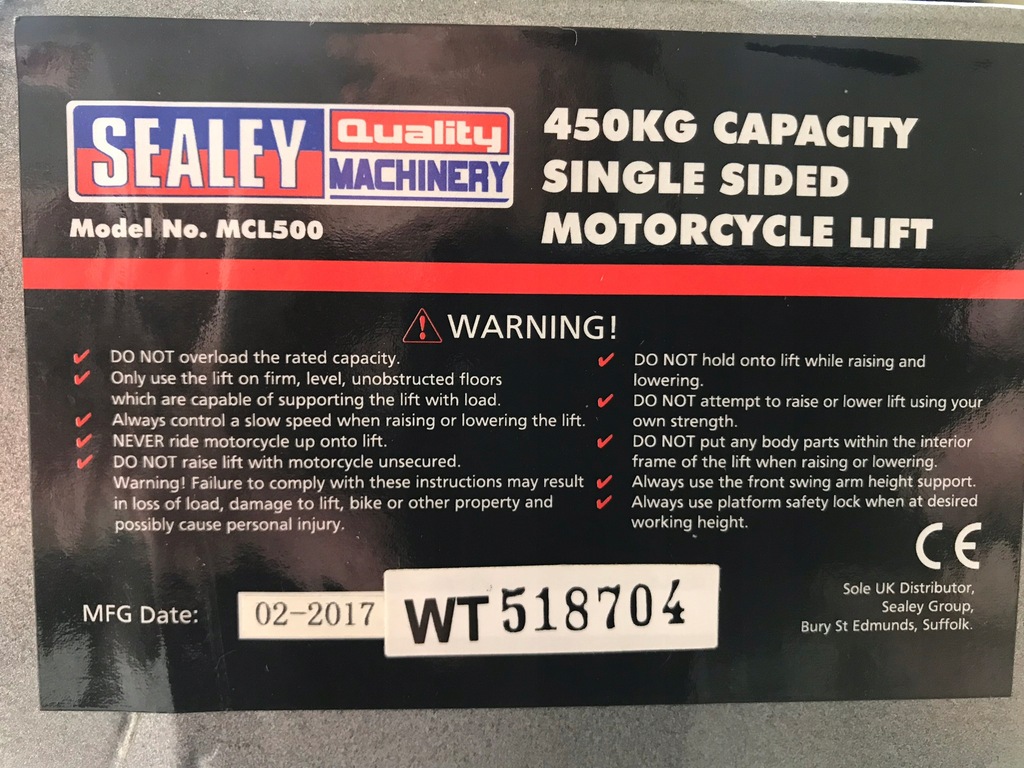 SEALEY
Quality
MACHINERY
Model No. MCL500
450KG CAPACITY
SINGLE SIDED
MOTORCYCLE LIFT
WARNING!
DO NOT overload the rated capacity.
Only use the lift on firm, level, unobstructed floors
which are capable of supporting the lift with load.
Always control a slow speed when raising or lowering the lift.
NEVER ride motorcycle up onto lift.
DO NOT raise lift with motorcycle unsecured.
Warning! Failure to comply with these instructions may result
in loss of load, damage to lift, bike or other property and
possibly cause personal injury.
DO NOT hold onto lift while raising and
lowering.
DO NOT attempt to raise or lower lift using your
own strength.
DO NOT put any body parts within the interior
frame of the lift when raising or lowering.
Always use the front swing arm height support.
Always use platform safety lock when at desired
working height.
CE
MFG Date:
02-2017
WT 518704
Sole UK Distributor,
Sealey Group,
Bury St Edmunds, Suffolk.